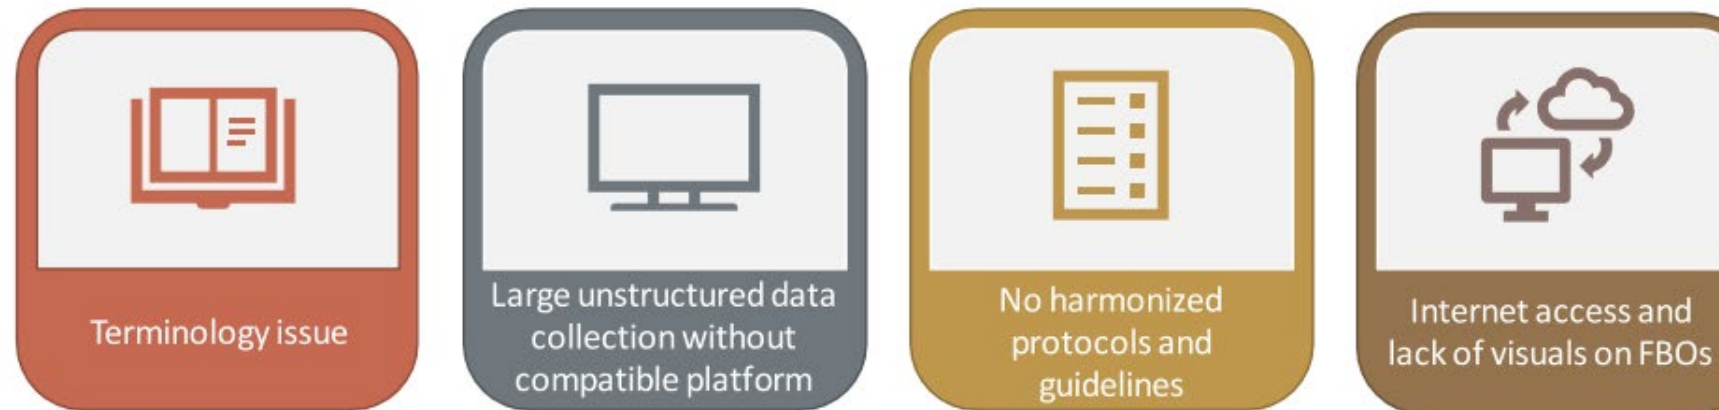 Terminology issue
Large unstructured data
collection without
compatible platform
No harmonized
protocols and
guidelines
Internet access and
lack of visuals on FBOs